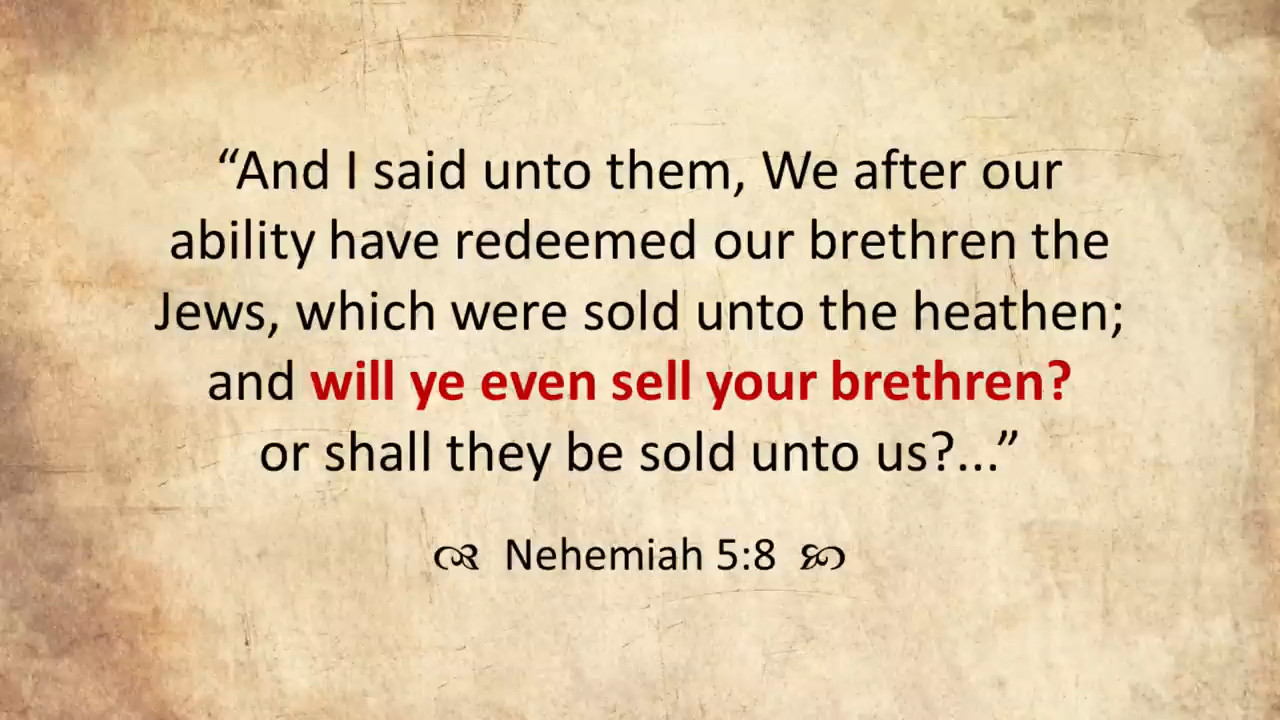 “And I said unto them, We after our
ability have redeemed our brethren the
Jews, which were sold unto the heathen;
and will ye even sell your brethren?
or shall they be sold unto us?...”
Nehemiah 5:8